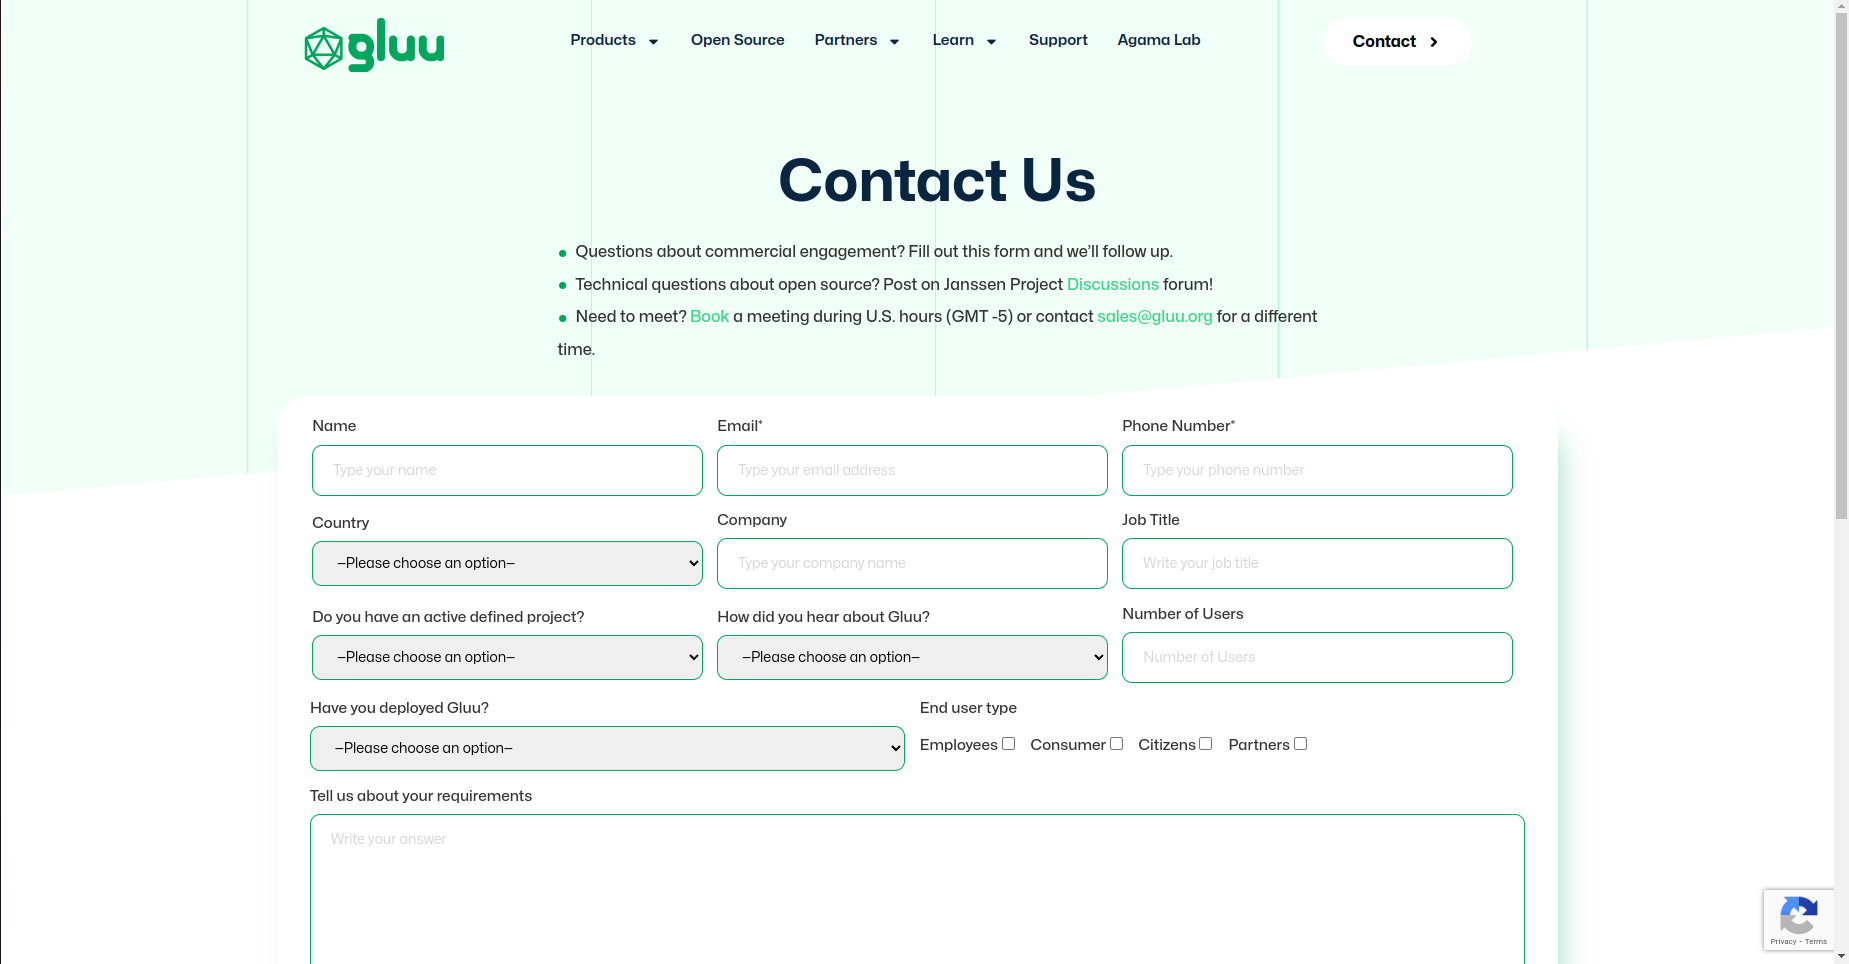 gluu
Products Open Source Partners Learn Support Agama Lab Contact
Contact Us
Questions about commercial engagement? Fill out this form and we’ll follow up.
Technical questions about open source? Post on Janssen Project Discussions forum!
Need to meet? Book a meeting during U.S. hours (GMT -5) or contact sales@gluu.org for a different
time.
Name Email* Phone Number*
Type your name Type your email address Type your phone number
Country Company Job Title
—Please choose an option— Type your company name Write your job title
Do you have an active defined project? How did you hear about Gluu? Number of Users
—Please choose an option— —Please choose an option— Number of Users
Have you deployed Gluu? End user type
—Please choose an option— Employees Consumer Citizens Partners
Tell us about your requirements
Write your answer
Privacy - Terms